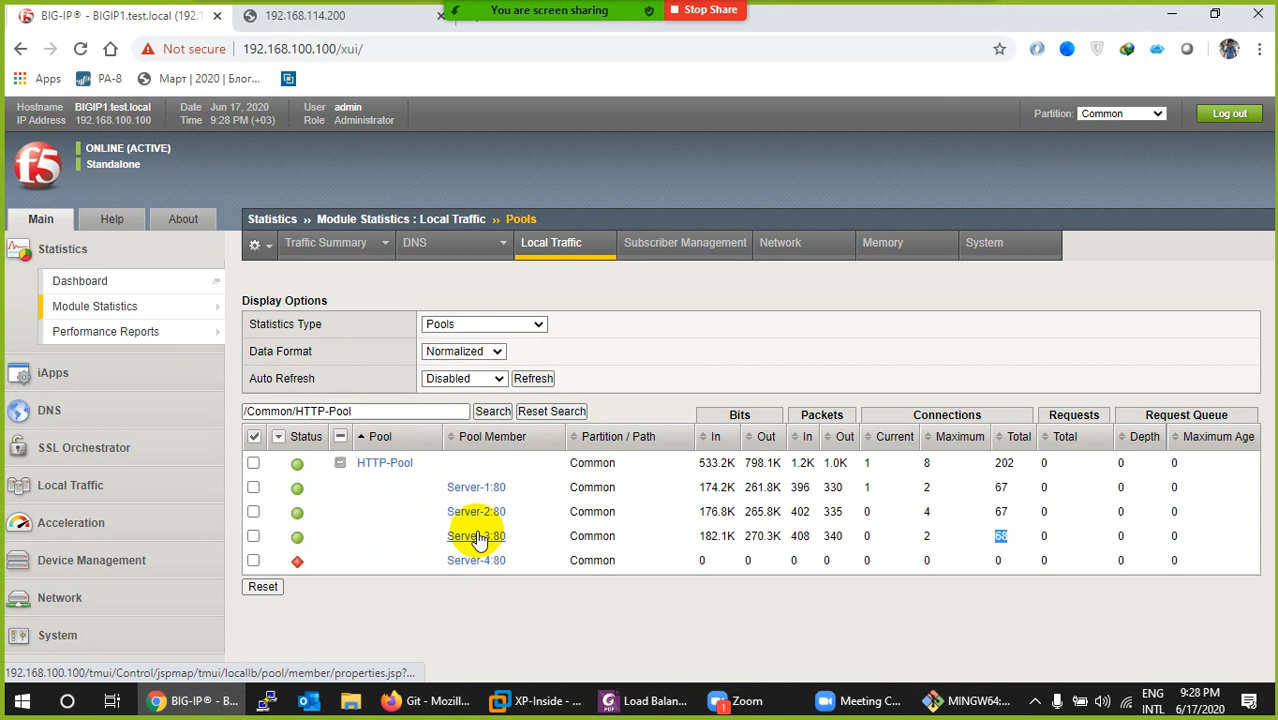 BIG-IP® - BIGIP1.test.local (192.1 × 192.168.114.200 ×
You are screen sharing Stop Share
Not secure 192.168.100.100/xui/
Apps PA-8 Март | 2020 | Блог...
Hostname BIGIP1.test.local Date Jun 17, 2020 User admin
IP Address 192.168.100.100 Time 9:28 PM (+03) Role Administrator
Partition: Common Log out
f5
ONLINE (ACTIVE)
Standalone
Main Help About
Statistics ›› Module Statistics : Local Traffic ›› Pools
Traffic Summary DNS Local Traffic Subscriber Management Network Memory System
Statistics
Dashboard
Module Statistics
Performance Reports
iApps
DNS
SSL Orchestrator
Local Traffic
Acceleration
Device Management
Network
System
Display Options
Statistics Type Pools
Data Format Normalized
Auto Refresh Disabled Refresh
/Common/HTTP-Pool Search Reset Search
Bits Packets Connections Requests Request Queue
Status Pool Pool Member Partition / Path In Out In Out Current Maximum Total Total Depth Maximum Age
HTTP-Pool Common 533.2K 798.1K 1.2K 1.0K 1 8 202 0 0 0
Server-1:80 Common 174.2K 261.8K 396 330 1 2 67 0 0 0
Server-2:80 Common 176.8K 265.8K 402 335 0 4 67 0 0 0
Server-3:80 Common 182.1K 270.3K 408 340 0 2 68 0 0 0
Server-4:80 Common 0 0 0 0 0 0 0 0 0 0
Reset
192.168.100.100/tmui/Control/jspmap/tmui/locallb/pool/member/properties.jsp?...
BIG-IP® - B... Git - Mozill... XP-Inside - ... Load Balan... 1 Zoom Meeting C... MINGW64:... ENG 9:28 PM
INTL 6/17/2020